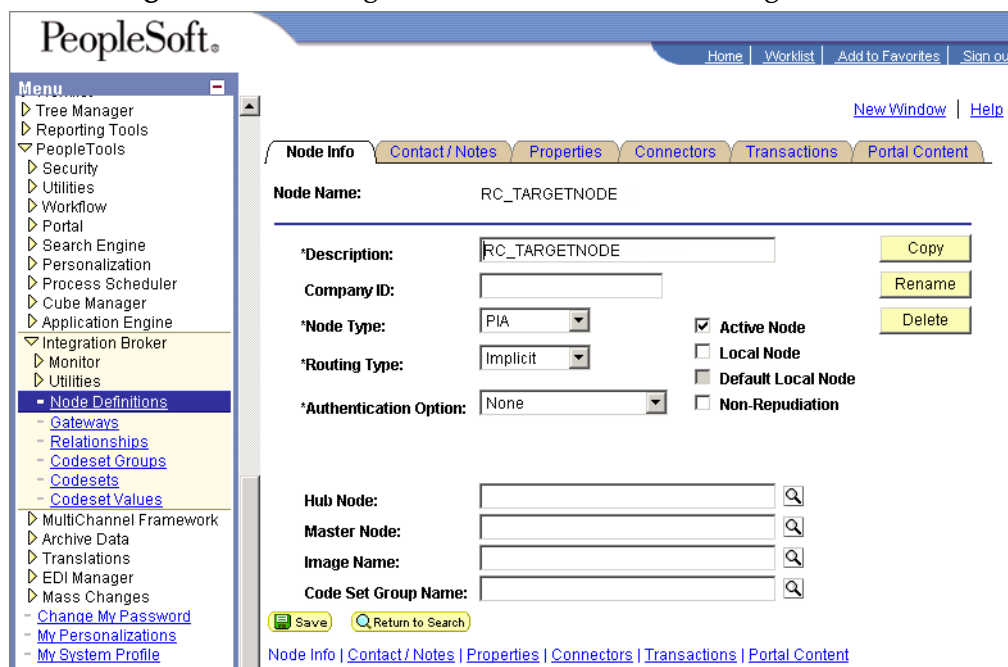 PeopleSoft®
Home Worklist Add to Favorites Sign ou
Menu
Tree Manager
Reporting Tools
PeopleTools
Security
Utilities
Workflow
Portal
Search Engine
Personalization
Process Scheduler
Cube Manager
Application Engine
Integration Broker
Monitor
Utilities
Node Definitions
Gateways
Relationships
Codeset Groups
Codesets
Codeset Values
MultiChannel Framework
Archive Data
Translations
EDI Manager
Mass Changes
Change My Password
My Personalizations
My System Profile
New Window | Help
Node Info Contact / Notes Properties Connectors Transactions Portal Content
Node Name: RC_TARGETNODE
*Description: RC_TARGETNODE Copy
Company ID: Rename
*Node Type: PIA Active Node Delete
*Routing Type: Implicit Local Node
Default Local Node
*Authentication Option: None Non-Repudiation
Hub Node:
Master Node:
Image Name:
Code Set Group Name:
Save Return to Search
Node Info | Contact / Notes | Properties | Connectors | Transactions | Portal Content